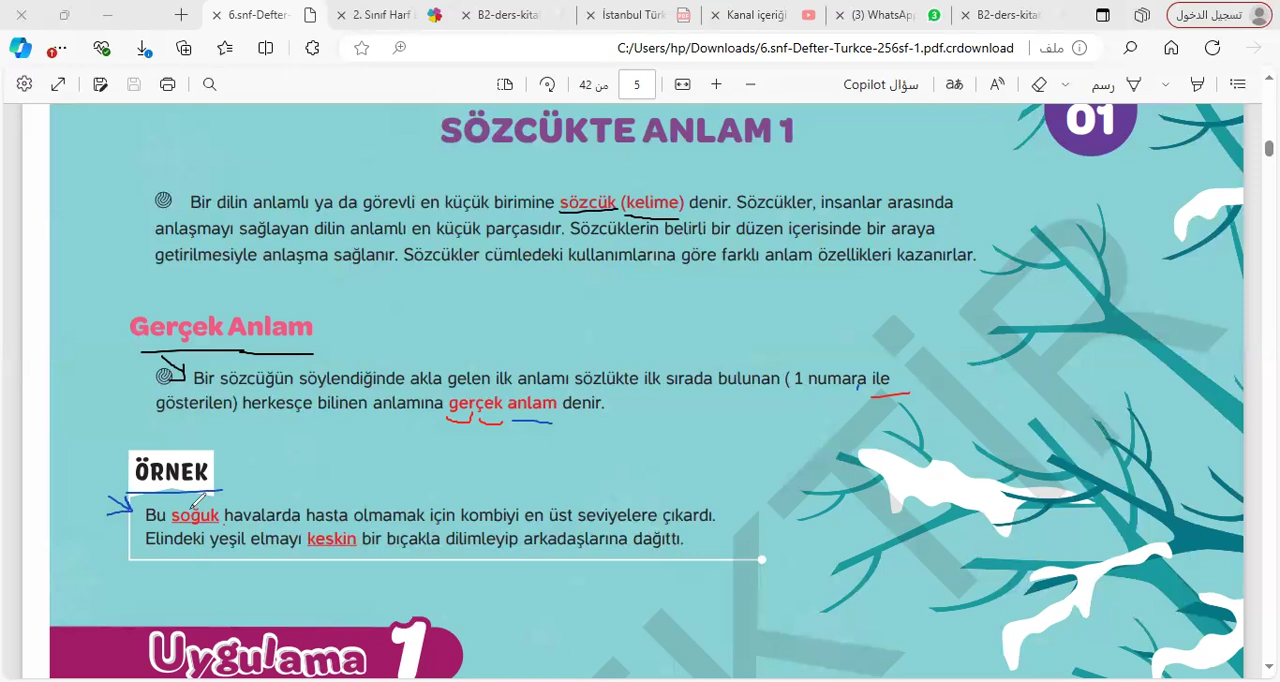 6.snf-Defter-
2. Sınıf Harf
B2-ders-kita
İstanbul Türk
Kanal içeriği
(3) WhatsApp
3
B2-ders-kita
تسجيل الدخول
C:/Users/hp/Downloads/6.snf-Defter-Turkce-256sf-1.pdf.crdownload
ملف
من 42
5
سؤال Copilot
رسم
SÖZCÜKTE ANLAM 1
01
Bir dilin anlamlı ya da görevli en küçük birimine sözcük (kelime) denir. Sözcükler, insanlar arasında
anlaşmayı sağlayan dilin anlamlı en küçük parçasıdır. Sözcüklerin belirli bir düzen içerisinde bir araya
getirilmesiyle anlaşma sağlanır. Sözcükler cümledeki kullanımlarına göre farklı anlam özellikleri kazanırlar.
Gerçek Anlam
Bir sözcüğün söylendiğinde akla gelen ilk anlamı sözlükte ilk sırada bulunan ( 1 numara ile
gösterilen) herkesçe bilinen anlamına gerçek anlam denir.
ÖRNEK
Bu soğuk havalarda hasta olmamak için kombiyi en üst seviyelere çıkardı.
Elindeki yeşil elmayı keskin bir bıçakla dilimleyip arkadaşlarına dağıttı.
Uygulama 1